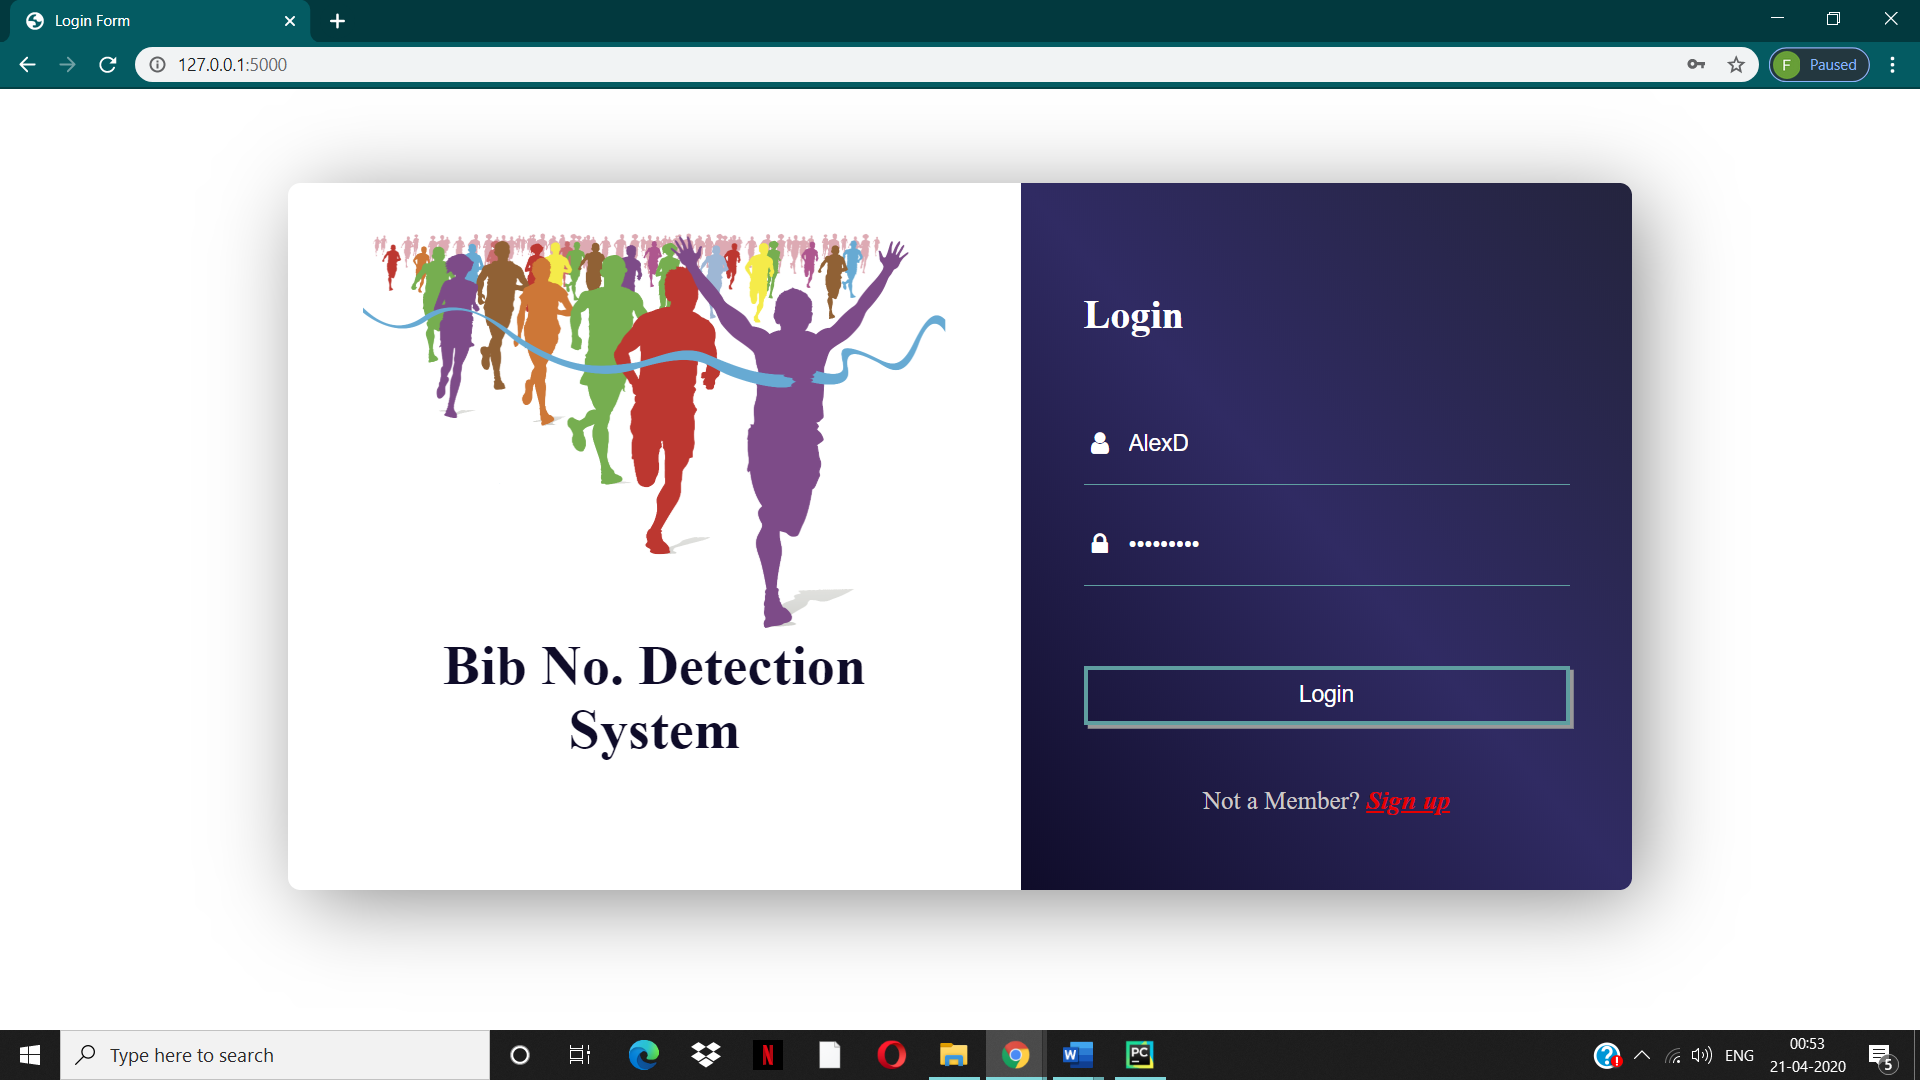 Login Form
127.0.0.1:5000
F Paused
Login
AlexD
•••••••••
Bib No. Detection
System
Login
Not a Member? Sign up
Type here to search
N
W
PC
ENG
00:53
21-04-2020
5